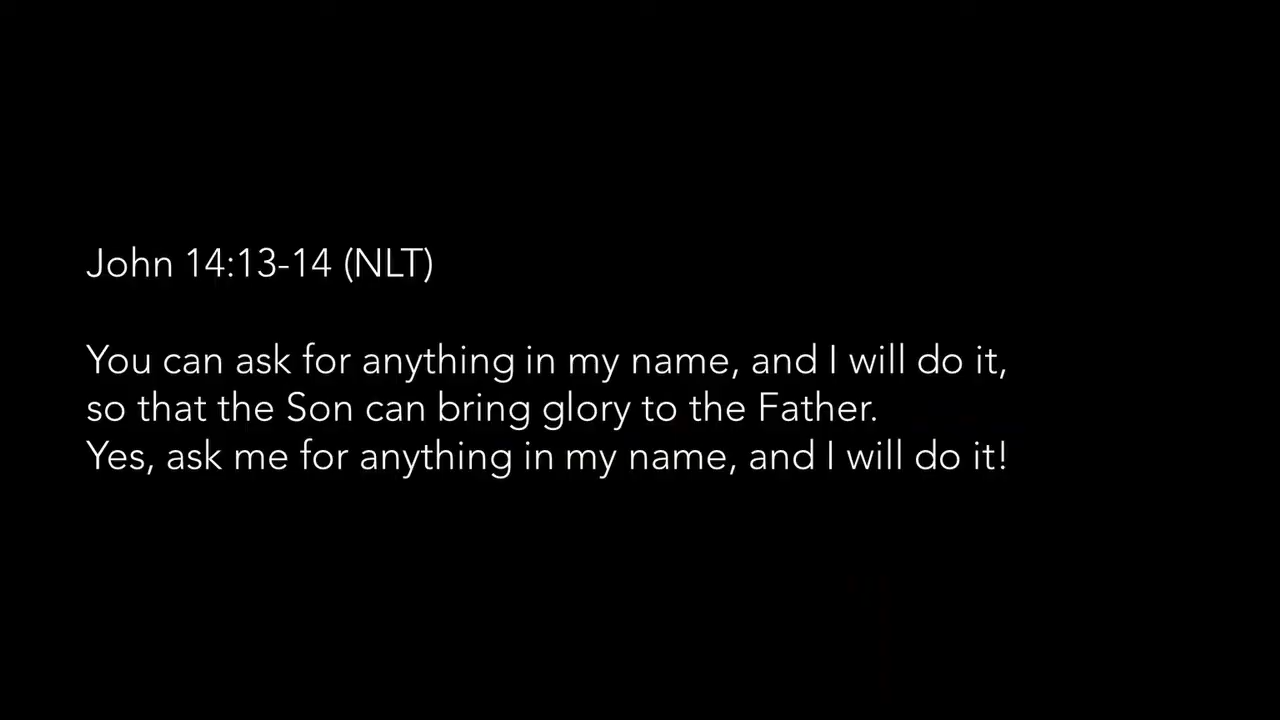 John 14:13-14 (NLT)
You can ask for anything in my name, and I will do it,
so that the Son can bring glory to the Father.
Yes, ask me for anything in my name, and I will do it!